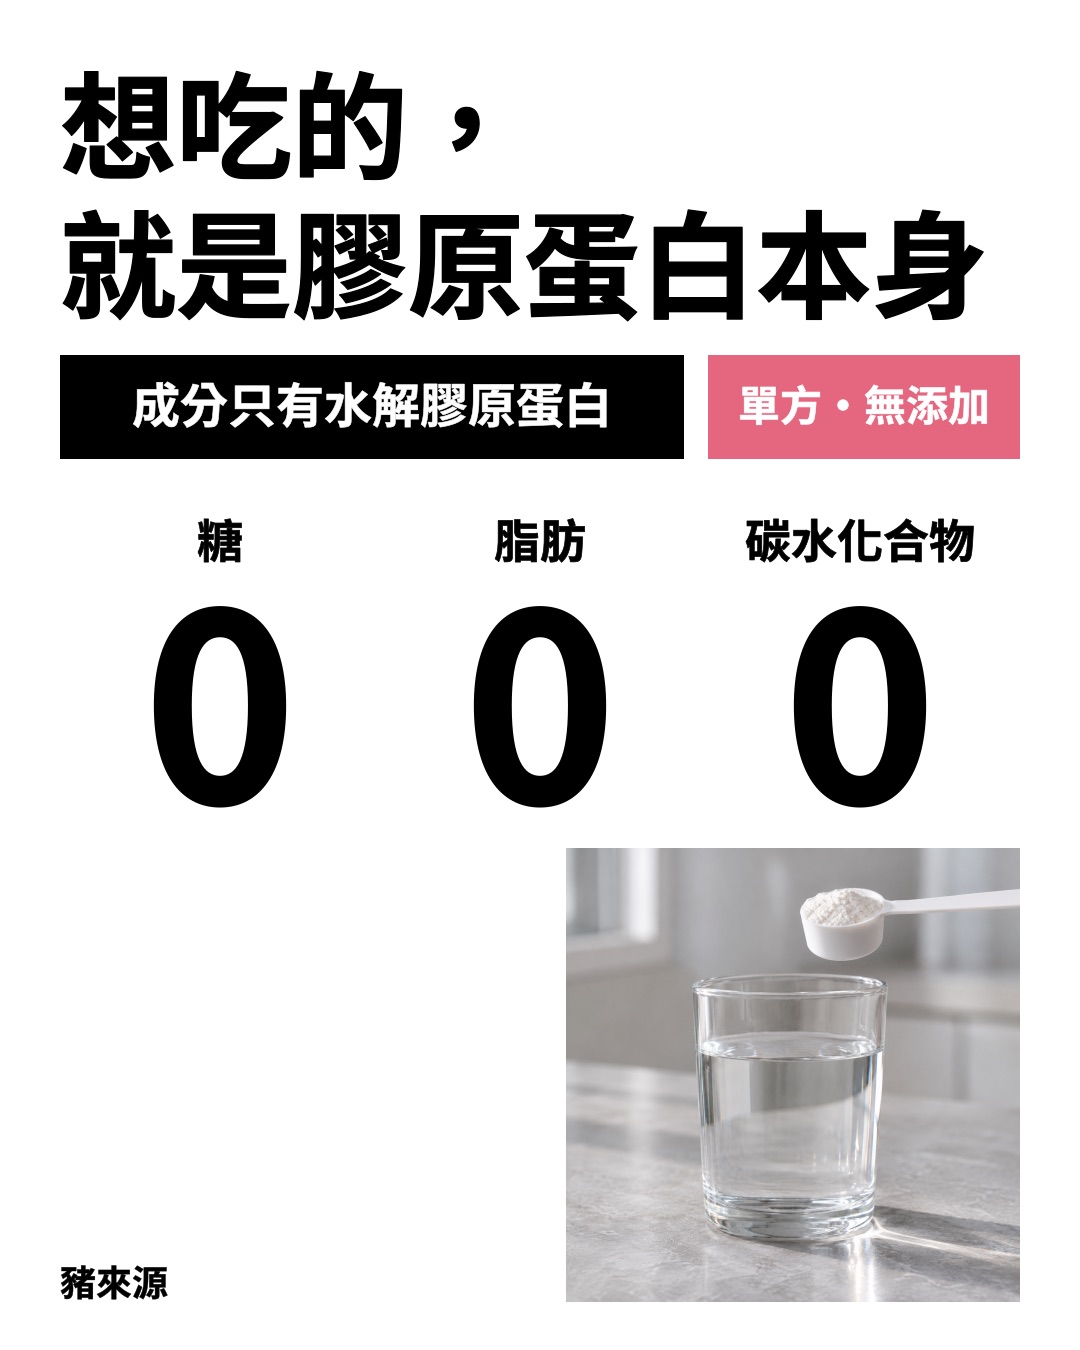 想吃的，
就是膠原蛋白本身
成分只有水解膠原蛋白
單方・無添加
糖
脂肪
碳水化合物
0
0
0
豬來源